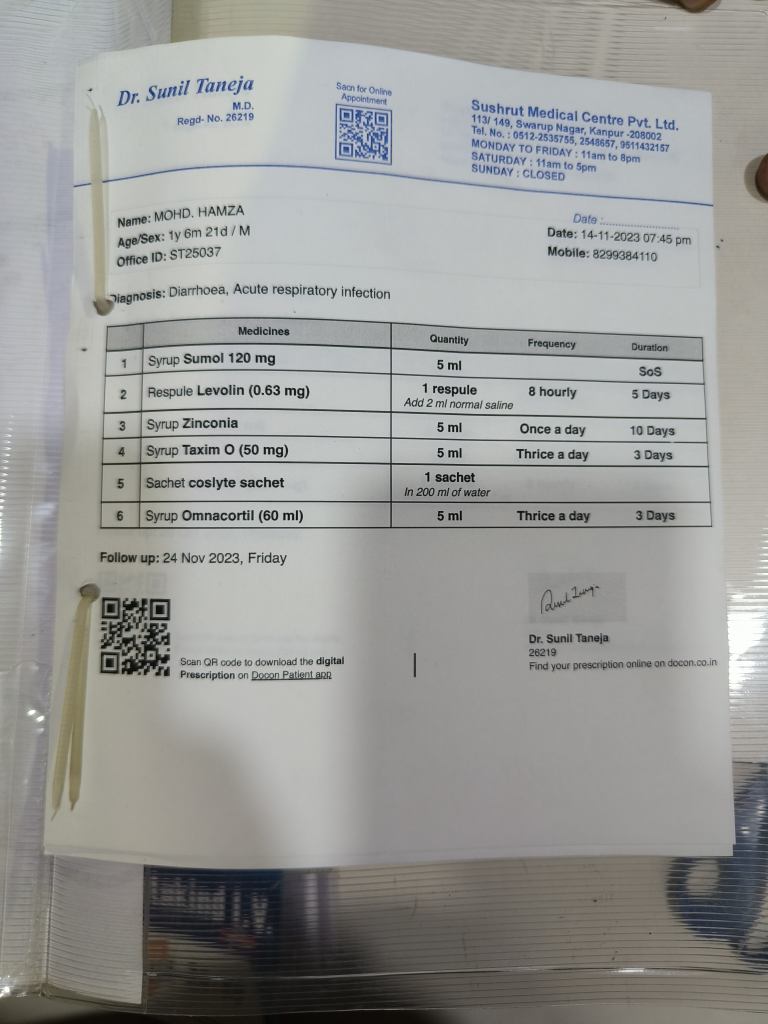 Dr. Sunil Taneja
M.D.
Regd- No. 26219
Sacn for Online
Appointment
Sushrut Medical Centre Pvt. Ltd.
113/ 149, Swarup Nagar, Kanpur -208002
Tel. No. : 0512-2535755, 2548657, 9511432157
MONDAY TO FRIDAY : 11am to 8pm
SATURDAY : 11am to 5pm
SUNDAY : CLOSED
Name: MOHD. HAMZA
Age/Sex: 1y 6m 21d / M
Office ID: ST25037
Date :....................
Date: 14-11-2023 07:45 pm
Mobile: 8299384110
Diagnosis: Diarrhoea, Acute respiratory infection
Medicines Quantity Frequency Duration
1 Syrup Sumol 120 mg 5 ml SoS
2 Respule Levolin (0.63 mg) 1 respule 8 hourly 5 Days
Add 2 ml normal saline
3 Syrup Zinconia 5 ml Once a day 10 Days
4 Syrup Taxim O (50 mg) 5 ml Thrice a day 3 Days
5 Sachet coslyte sachet 1 sachet
In 200 ml of water
6 Syrup Omnacortil (60 ml) 5 ml Thrice a day 3 Days
Follow up: 24 Nov 2023, Friday
Scan QR code to download the digital
Prescription on Docon Patient app
Dr. Sunil Taneja
26219
Find your prescription online on docon.co.in